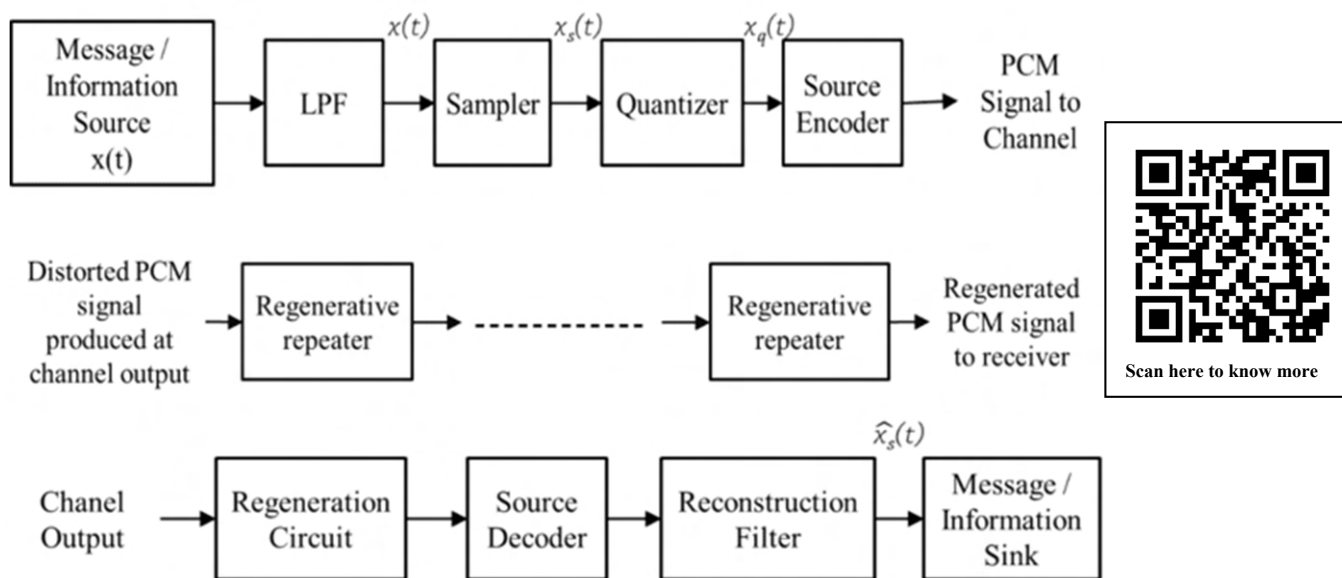 Message /
Information
Source
x(t)
LPF
x(t)
Sampler
xₛ(t)
Quantizer
x_q(t)
Source
Encoder
PCM
Signal to
Channel
Distorted PCM
signal
produced at
channel output
Regenerative
repeater
Regenerative
repeater
Regenerated
PCM signal
to receiver
Scan here to know more
Chanel
Output
Regeneration
Circuit
Source
Decoder
Reconstruction
Filter
x̂ₛ(t)
Message /
Information
Sink